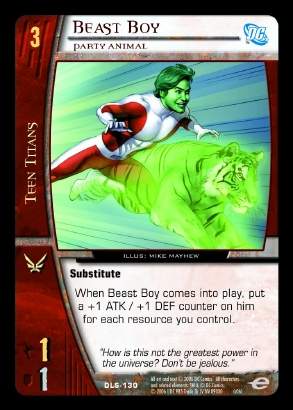 3
BEAST BOY
PARTY ANIMAL
DC
TEEN TITANS
ILLUS: MIKE MAYHEW
Substitute
When Beast Boy comes into play, put
a +1 ATK / +1 DEF counter on him
for each resource you control.
1
1
"How is this not the greatest power in
the universe? Don't be jealous."
DLS-130